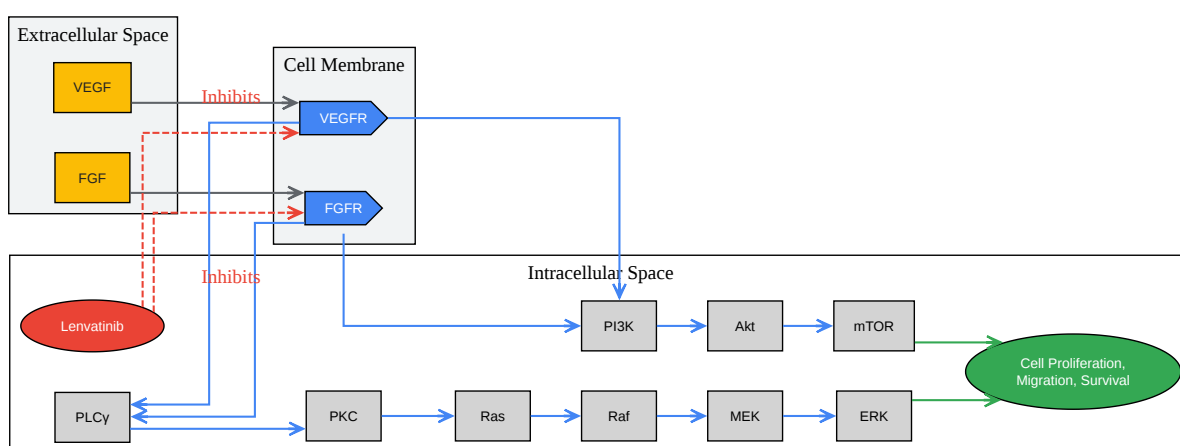 Extracellular Space
VEGF
FGF
Cell Membrane
Inhibits
VEGFR
FGFR
Inhibits
Intracellular Space
Lenvatinib
PI3K
Akt
mTOR
Cell Proliferation,
Migration, Survival
PLCγ
PKC
Ras
Raf
MEK
ERK